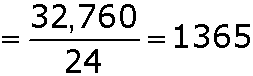 = 32,760 / 24 = 1365